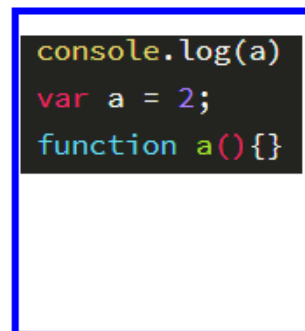 console.log(a)
var a = 2;
function a(){}